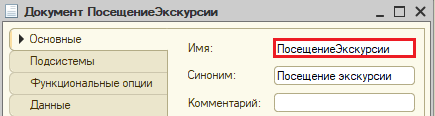 Документ ПосещениеЭкскурсии
Основные
Подсистемы
Функциональные опции
Данные
Имя: ПосещениеЭкскурсии
Синоним: Посещение экскурсии
Комментарий: